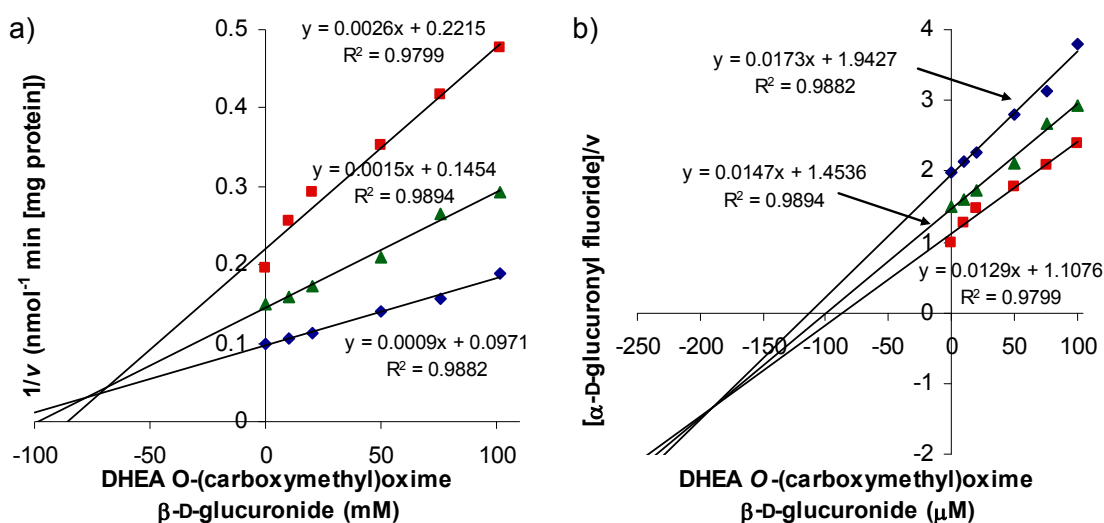 a)
y = 0.0026x + 0.2215
R² = 0.9799
y = 0.0015x + 0.1454
R² = 0.9894
y = 0.0009x + 0.0971
R² = 0.9882
0.5
0.4
0.3
0.2
0.1
0
-100
-50
0
50
100
1/v (nmol⁻¹ min [mg protein])
DHEA O-(carboxymethyl)oxime
β-D-glucuronide (mM)
b)
y = 0.0173x + 1.9427
R² = 0.9882
y = 0.0147x + 1.4536
R² = 0.9894
y = 0.0129x + 1.1076
R² = 0.9799
4
3
2
1
0
-1
-2
-250
-200
-150
-100
-50
0
50
100
[α-D-glucuronyl fluoride]/v
DHEA O-(carboxymethyl)oxime
β-D-glucuronide (μM)